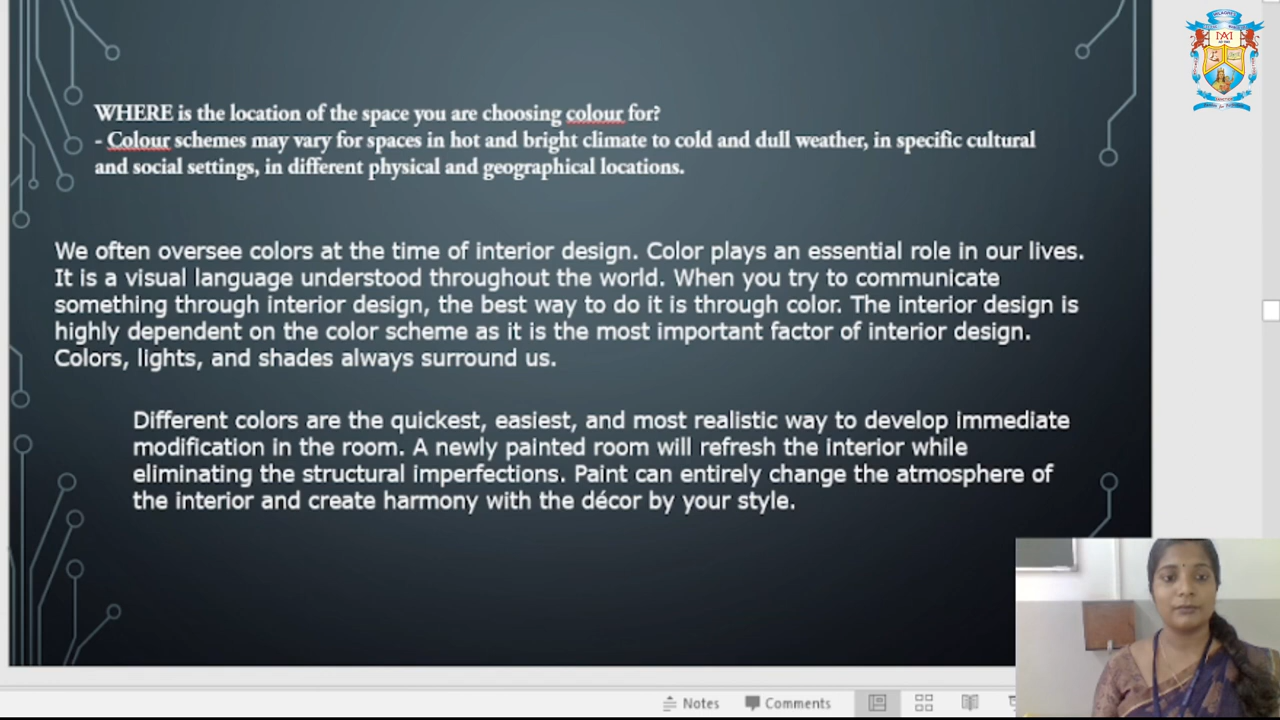 WHERE is the location of the space you are choosing colour for?
- Colour schemes may vary for spaces in hot and bright climate to cold and dull weather, in specific cultural
and social settings, in different physical and geographical locations.
We often oversee colors at the time of interior design. Color plays an essential role in our lives.
It is a visual language understood throughout the world. When you try to communicate
something through interior design, the best way to do it is through color. The interior design is
highly dependent on the color scheme as it is the most important factor of interior design.
Colors, lights, and shades always surround us.
Different colors are the quickest, easiest, and most realistic way to develop immediate
modification in the room. A newly painted room will refresh the interior while
eliminating the structural imperfections. Paint can entirely change the atmosphere of
the interior and create harmony with the décor by your style.
Notes Comments